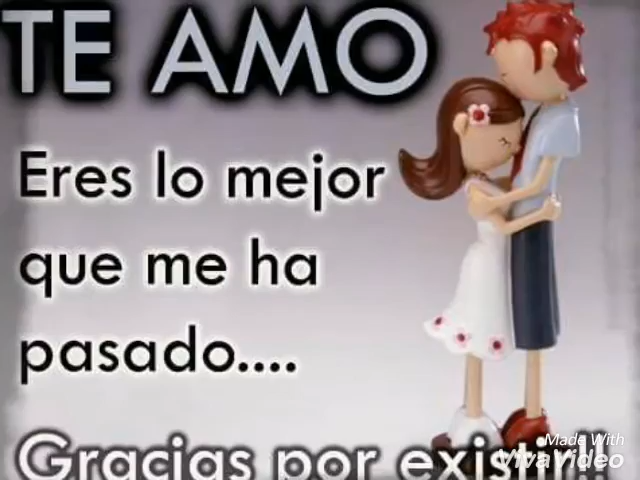 TE AMO
Eres lo mejor
que me ha
pasado....
Gracias por existir!!
Made With
VivaVideo